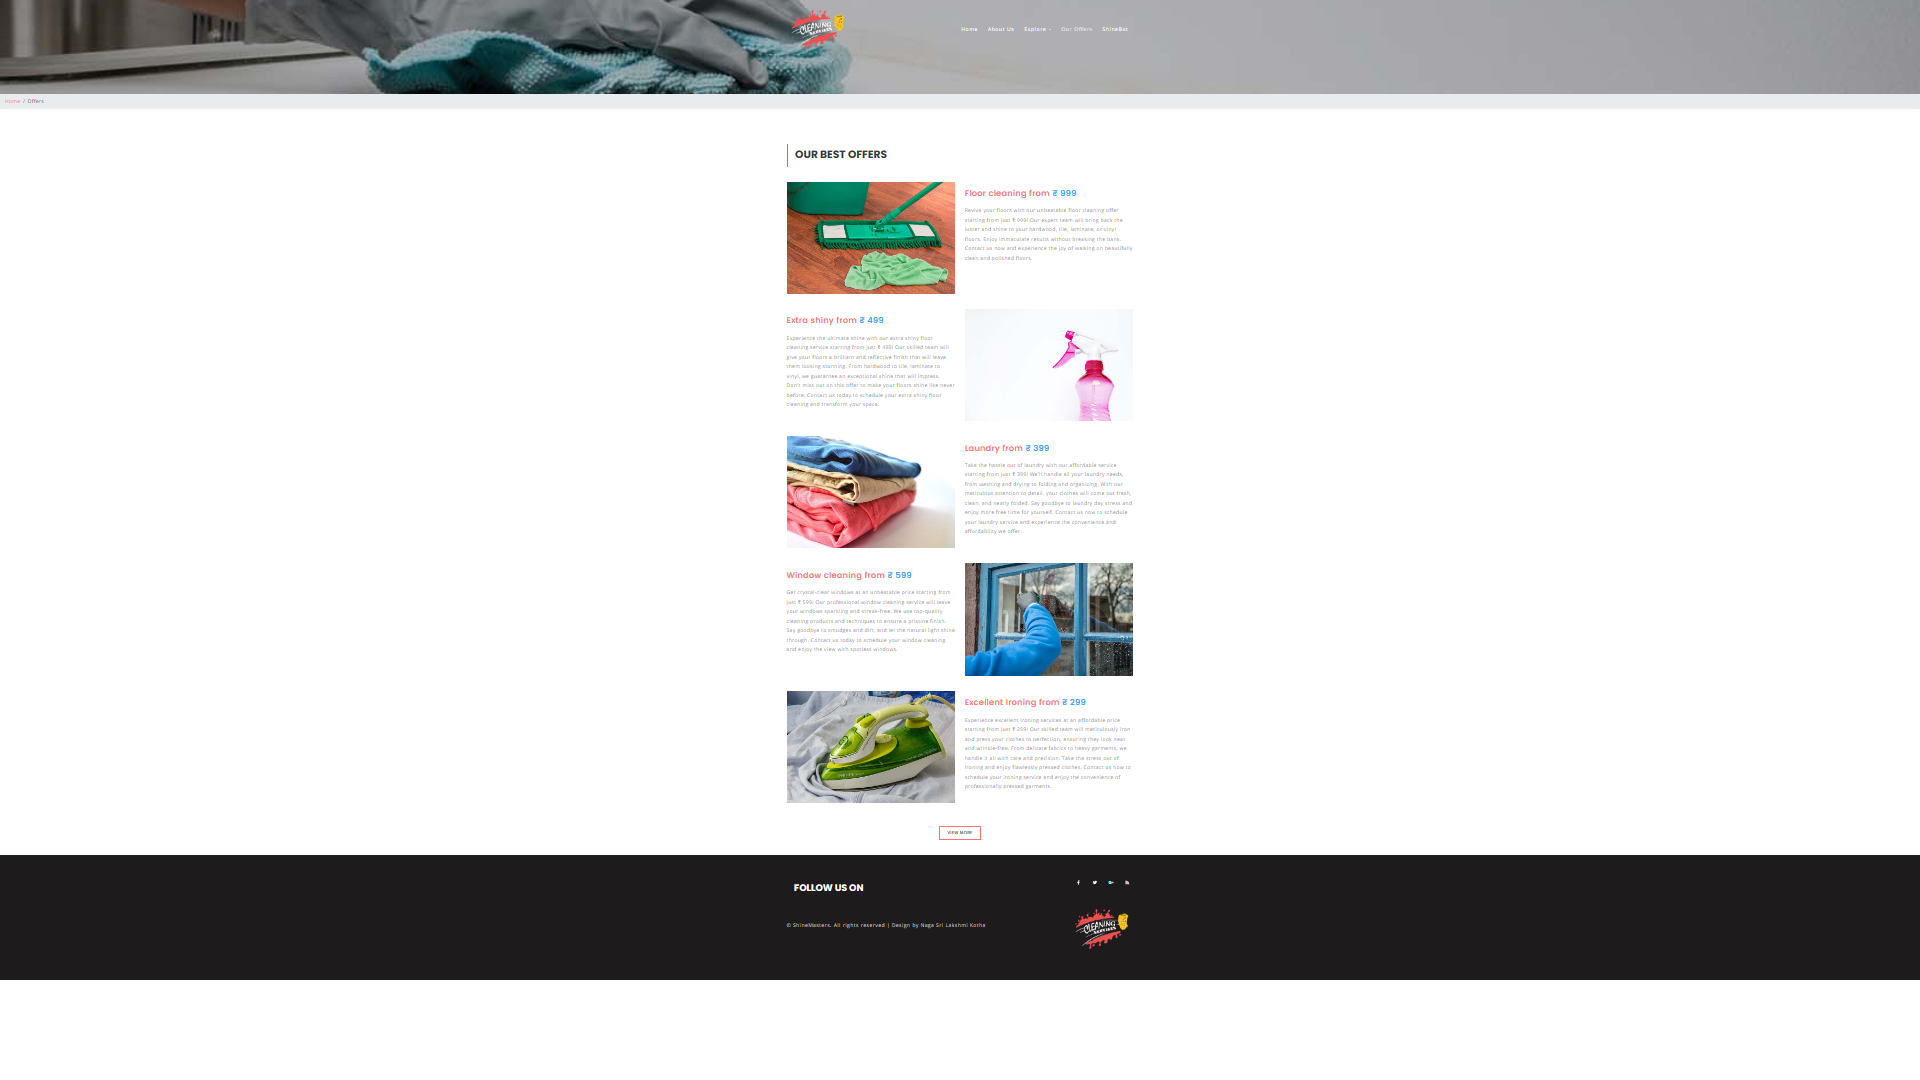 CLEANING
SERVICES
Home About Us Explore Our Offers ShineBot
Home / Offers
OUR BEST OFFERS
Floor cleaning from ₹ 999
Revive your floors with our unbeatable floor cleaning offer
starting from just ₹ 999! Our expert team will bring back the
luster and shine to your hardwood, tile, laminate, or vinyl
floors. Enjoy immaculate results without breaking the bank.
Contact us now and experience the joy of walking on beautifully
clean and polished floors.
Extra shiny from ₹ 499
Experience the ultimate shine with our extra shiny floor
cleaning service starting from just ₹ 499! Our skilled team will
give your floors a brilliant and reflective finish that will leave
them looking stunning. From hardwood to tile, laminate to
vinyl, we guarantee an exceptional shine that will impress.
Don't miss out on this offer to make your floors shine like never
before. Contact us today to schedule your extra shiny floor
cleaning and transform your space.
Laundry from ₹ 399
Take the hassle out of laundry with our affordable service
starting from just ₹ 399! We'll handle all your laundry needs,
from washing and drying to folding and organizing. With our
meticulous attention to detail, your clothes will come out fresh,
clean, and neatly folded. Say goodbye to laundry day stress and
enjoy more free time for yourself. Contact us now to schedule
your laundry service and experience the convenience and
affordability we offer.
Window cleaning from ₹ 599
Get crystal-clear windows at an unbeatable price starting from
just ₹ 599! Our professional window cleaning service will leave
your windows sparkling and streak-free. We use top-quality
cleaning products and techniques to ensure a pristine finish.
Say goodbye to smudges and dirt, and let the natural light shine
through. Contact us today to schedule your window cleaning
and enjoy the view with spotless windows.
Excellent Ironing from ₹ 299
Experience excellent ironing services at an affordable price
starting from just ₹ 299! Our skilled team will meticulously iron
and press your clothes to perfection, ensuring they look neat
and wrinkle-free. From delicate fabrics to heavy garments, we
handle it all with care and precision. Take the stress out of
ironing and enjoy flawlessly pressed clothes. Contact us now to
schedule your ironing service and enjoy the convenience of
professionally pressed garments.
VIEW MORE
FOLLOW US ON
© ShineMasters. All rights reserved | Design by Naga Sri Lakshmi Kotha
CLEANING
SERVICES